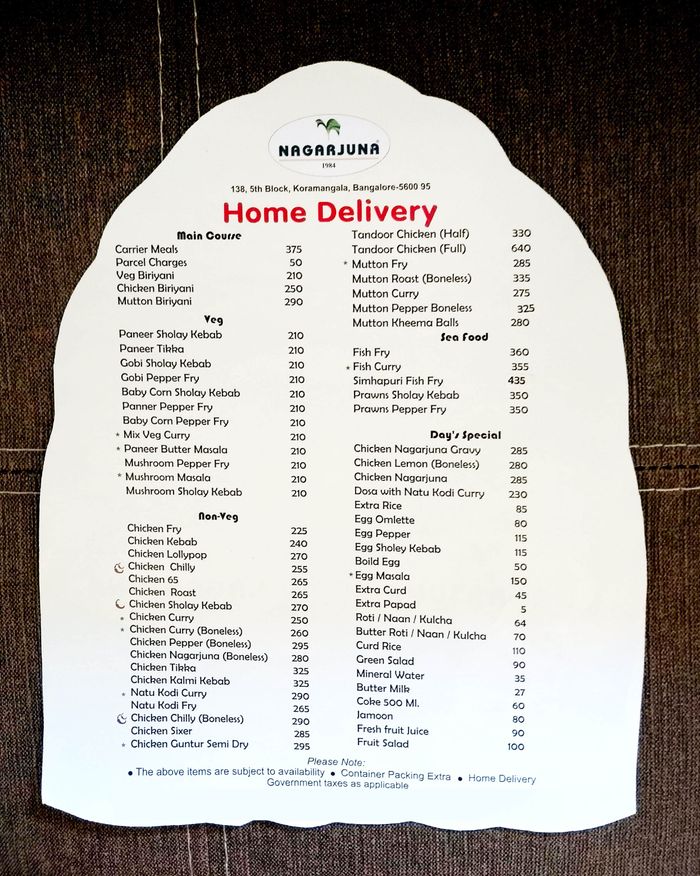 NAGARJUNA
1984
138, 5th Block, Koramangala, Bangalore-5600 95
Home Delivery
Main Course
Carrier Meals 375
Parcel Charges 50
Veg Biriyani 210
Chicken Biriyani 250
Mutton Biriyani 290
Veg
Paneer Sholay Kebab 210
Paneer Tikka 210
Gobi Sholay Kebab 210
Gobi Pepper Fry 210
Baby Corn Sholay Kebab 210
Panner Pepper Fry 210
Baby Corn Pepper Fry 210
* Mix Veg Curry 210
* Paneer Butter Masala 210
Mushroom Pepper Fry 210
* Mushroom Masala 210
Mushroom Sholay Kebab 210
Non-Veg
Chicken Fry 225
Chicken Kebab 240
Chicken Lollypop 270
Chicken Chilly 255
Chicken 65 265
Chicken Roast 265
Chicken Sholay Kebab 270
* Chicken Curry 250
* Chicken Curry (Boneless) 260
Chicken Pepper (Boneless) 295
Chicken Nagarjuna (Boneless) 280
Chicken Tikka 325
Chicken Kalmi Kebab 325
* Natu Kodi Curry 290
Natu Kodi Fry 265
Chicken Chilly (Boneless) 290
Chicken Sixer 285
* Chicken Guntur Semi Dry 295
Tandoor Chicken (Half) 330
Tandoor Chicken (Full) 640
* Mutton Fry 285
Mutton Roast (Boneless) 335
Mutton Curry 275
Mutton Pepper Boneless 325
Mutton Kheema Balls 280
Sea Food
Fish Fry 360
* Fish Curry 355
Simhapuri Fish Fry 435
Prawns Sholay Kebab 350
Prawns Pepper Fry 350
Day's Special
Chicken Nagarjuna Gravy 285
Chicken Lemon (Boneless) 280
Chicken Nagarjuna 285
Dosa with Natu Kodi Curry 230
Extra Rice 85
Egg Omlette 80
Egg Pepper 115
Egg Sholey Kebab 115
Boild Egg 50
* Egg Masala 150
Extra Curd 45
Extra Papad 5
Roti / Naan / Kulcha 64
Butter Roti / Naan / Kulcha 70
Curd Rice 110
Green Salad 90
Mineral Water 35
Butter Milk 27
Coke 500 Ml. 60
Jamoon 80
Fresh fruit Juice 90
Fruit Salad 100
Please Note:
● The above items are subject to availability ● Container Packing Extra ● Home Delivery
Government taxes as applicable